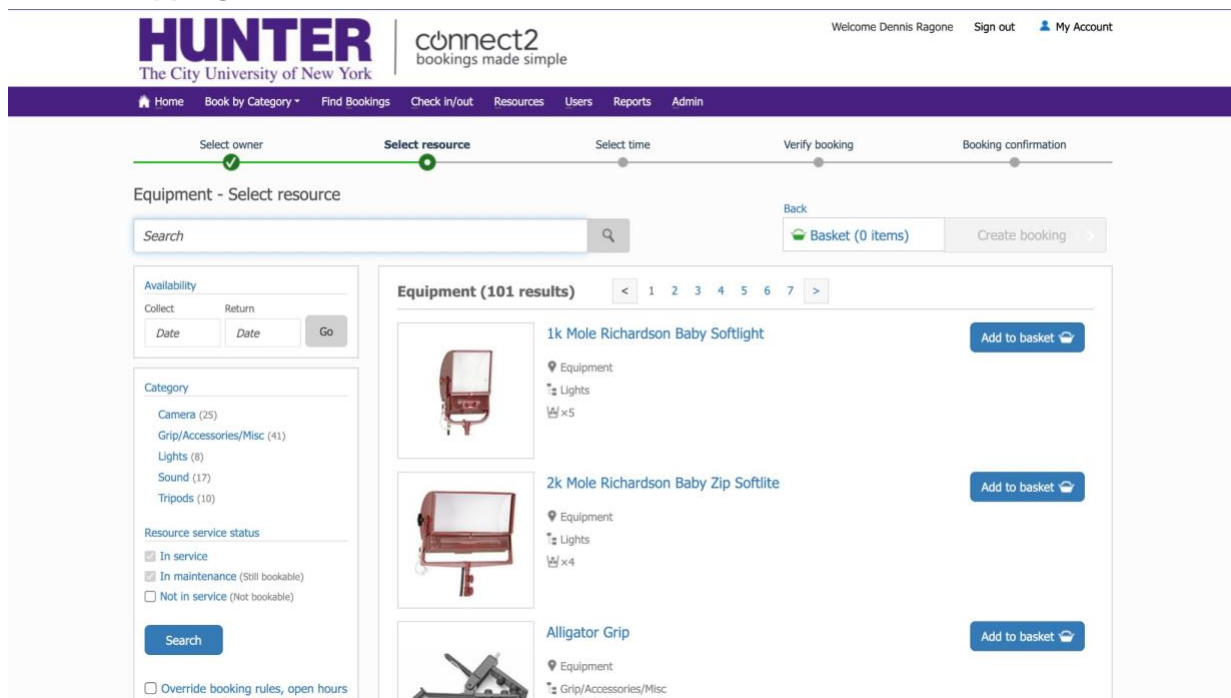 HUNTER
The City University of New York
connect2
bookings made simple
Welcome Dennis Ragone Sign out My Account
Home Book by Category Find Bookings Check in/out Resources Users Reports Admin
Select owner Select resource Select time Verify booking Booking confirmation
Equipment - Select resource
Back
Search
Basket (0 items) Create booking
Availability
Collect Return
Date Date Go
Category
Camera (25)
Grip/Accessories/Misc (41)
Lights (8)
Sound (17)
Tripods (10)
Resource service status
In service
In maintenance (Still bookable)
Not in service (Not bookable)
Search
Override booking rules, open hours
Equipment (101 results) < 1 2 3 4 5 6 7 >
1k Mole Richardson Baby Softlight
Add to basket
Equipment
Lights
×5
2k Mole Richardson Baby Zip Softlite
Add to basket
Equipment
Lights
×4
Alligator Grip
Add to basket
Equipment
Grip/Accessories/Misc